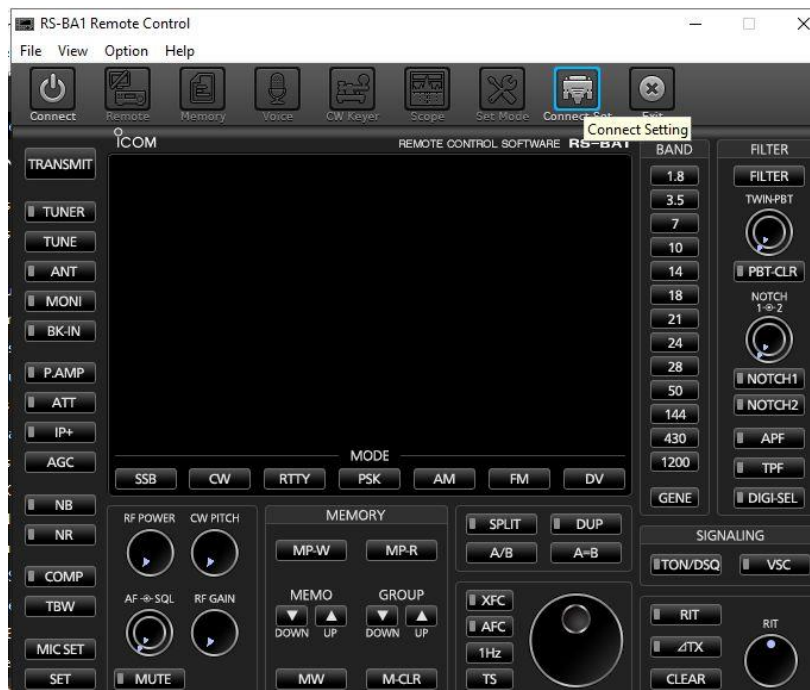 RS-BA1 Remote Control
File View Option Help
Connect Remote Memory Voice CW Keyer Scope Set Mode Connect Set Exit
Connect Setting
ICOM
REMOTE CONTROL SOFTWARE RS-BA1
TRANSMIT
TUNER
TUNE
ANT
MONI
BK-IN
P.AMP
ATT
IP+
AGC
NB
NR
COMP
TBW
MIC SET
SET
MODE
SSB CW RTTY PSK AM FM DV
BAND
1.8
3.5
7
10
14
18
21
24
28
50
144
430
1200
GENE
FILTER
FILTER
TWIN-PBT
PBT-CLR
NOTCH
1 2
NOTCH1
NOTCH2
APF
TPF
DIGI-SEL
RF POWER CW PITCH
AF SQL RF GAIN
MUTE
MEMORY
MP-W MP-R
MEMO GROUP
DOWN UP DOWN UP
MW M-CLR
SPLIT DUP
A/B A=B
XFC
AFC
1Hz
TS
SIGNALING
TON/DSQ VSC
RIT
⊿TX
CLEAR
RIT